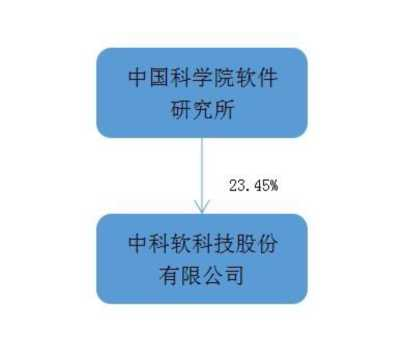 中国科学院软件
研究所
23.45%
中科软科技股份
有限公司